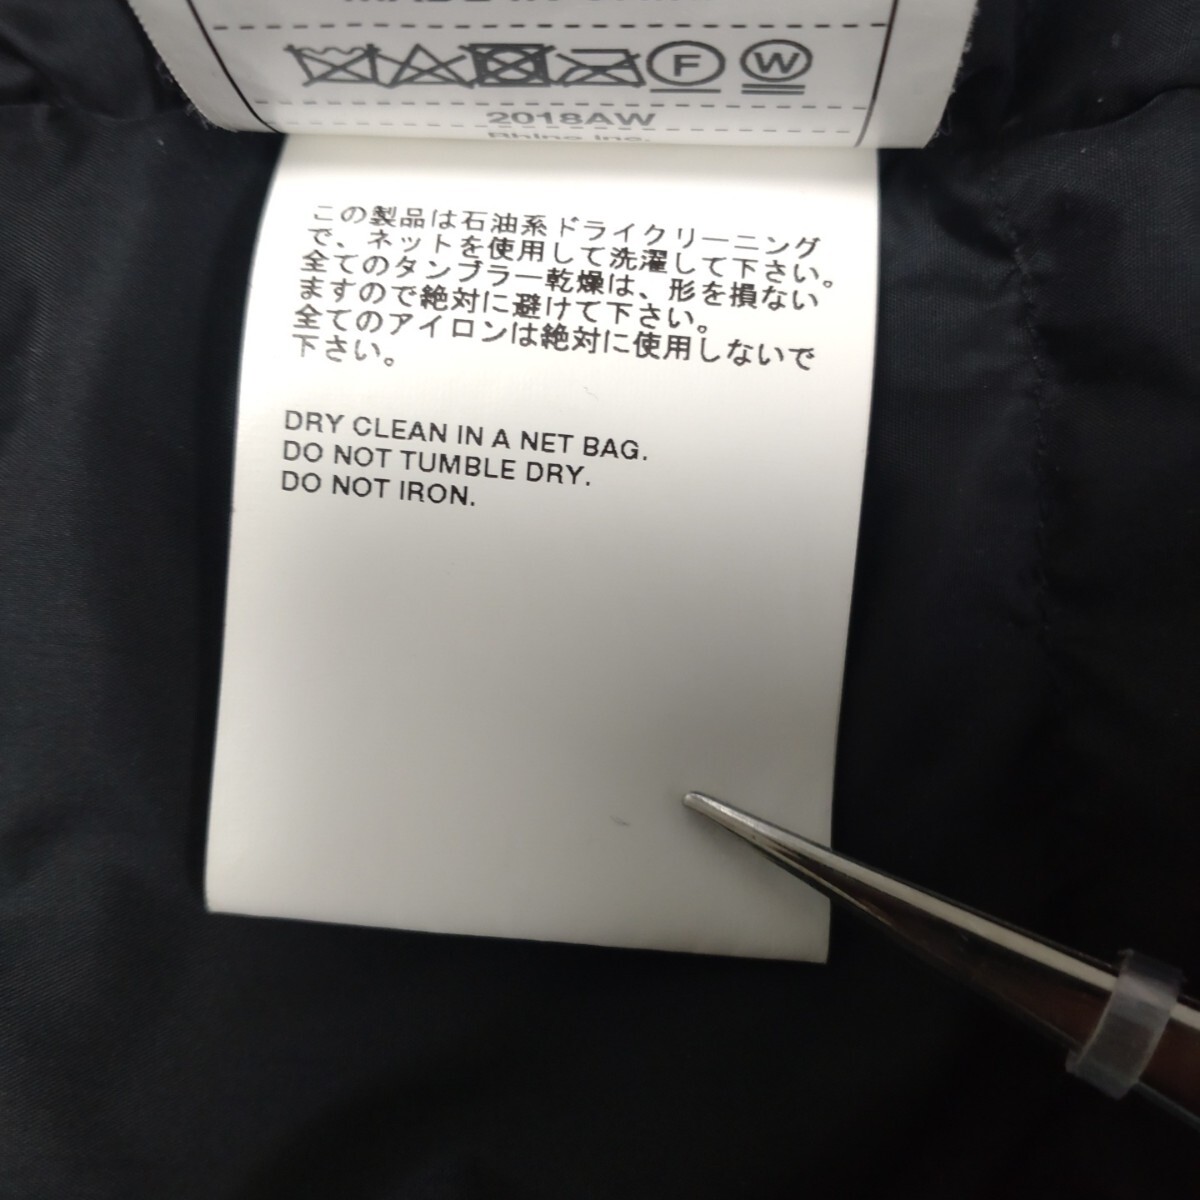 F W
2018AW
Rhino Inc.
この製品は石油系ドライクリーニング
で、ネットを使用して洗濯して下さい。
全てのタンブラー乾燥は、形を損ない
ますので絶対に避けて下さい。
全てのアイロンは絶対に使用しないで
下さい。
DRY CLEAN IN A NET BAG.
DO NOT TUMBLE DRY.
DO NOT IRON.